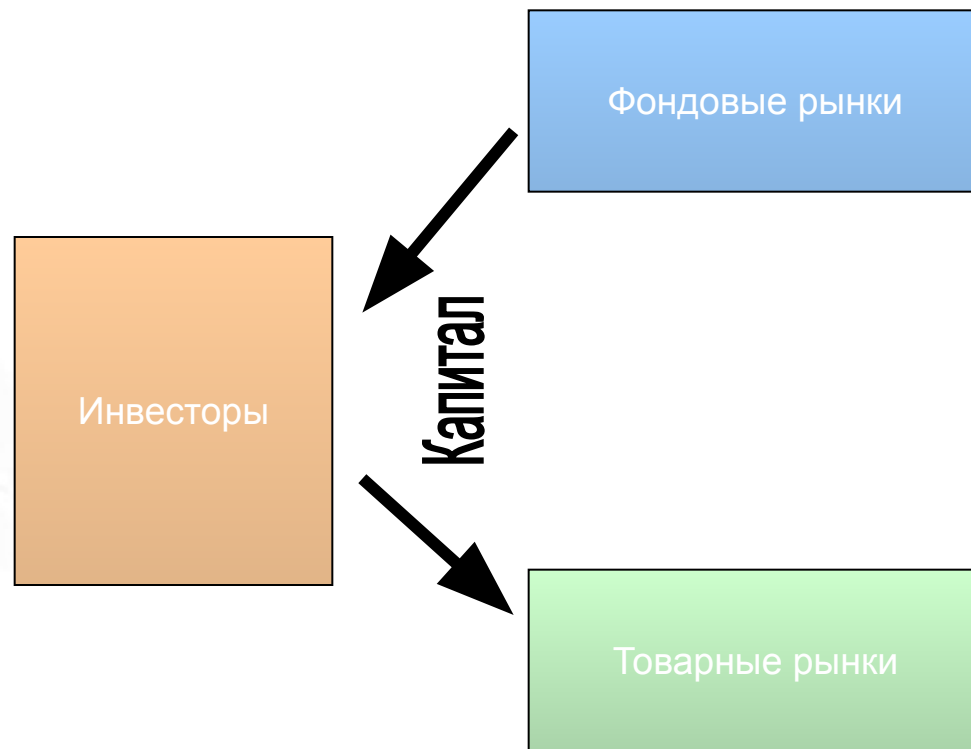 Фондовые рынки
Инвесторы
Капитал
Товарные рынки